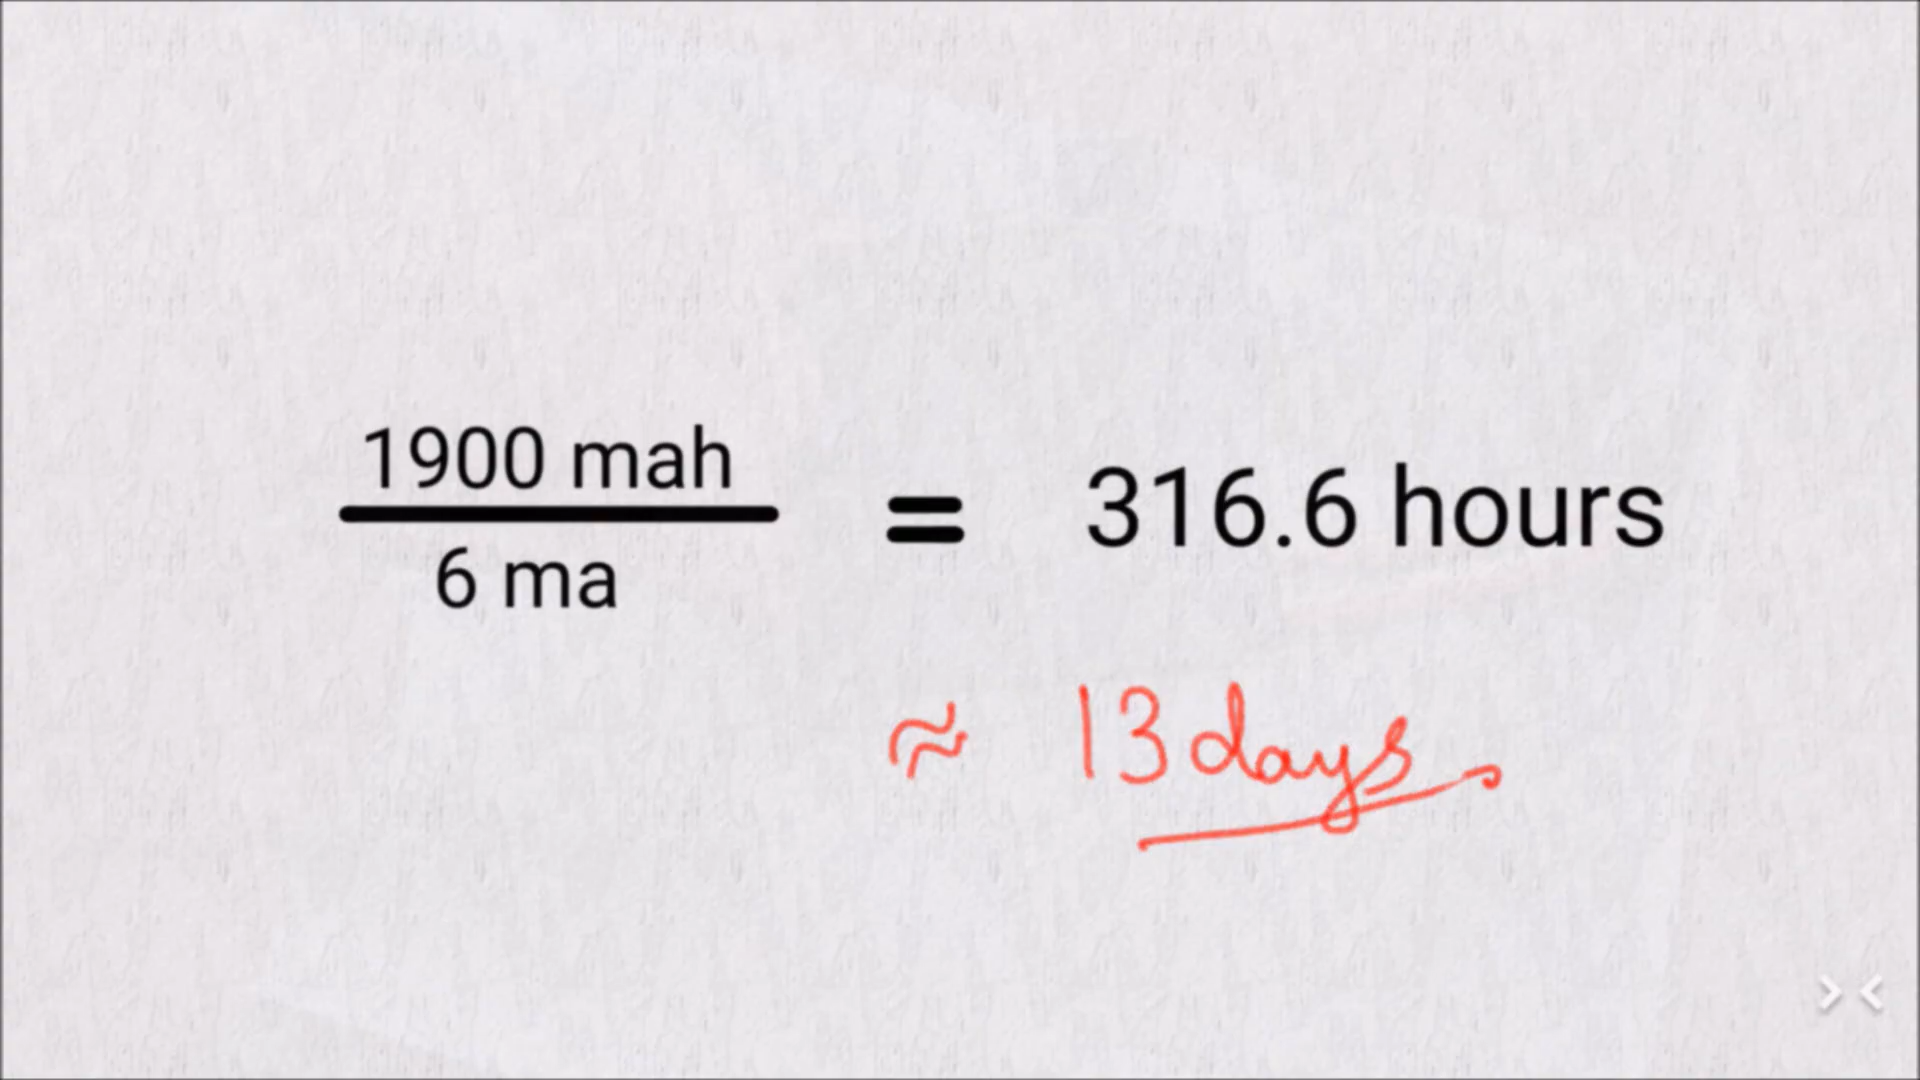 1900 mah
6 ma
= 316.6 hours
≈ 13 days